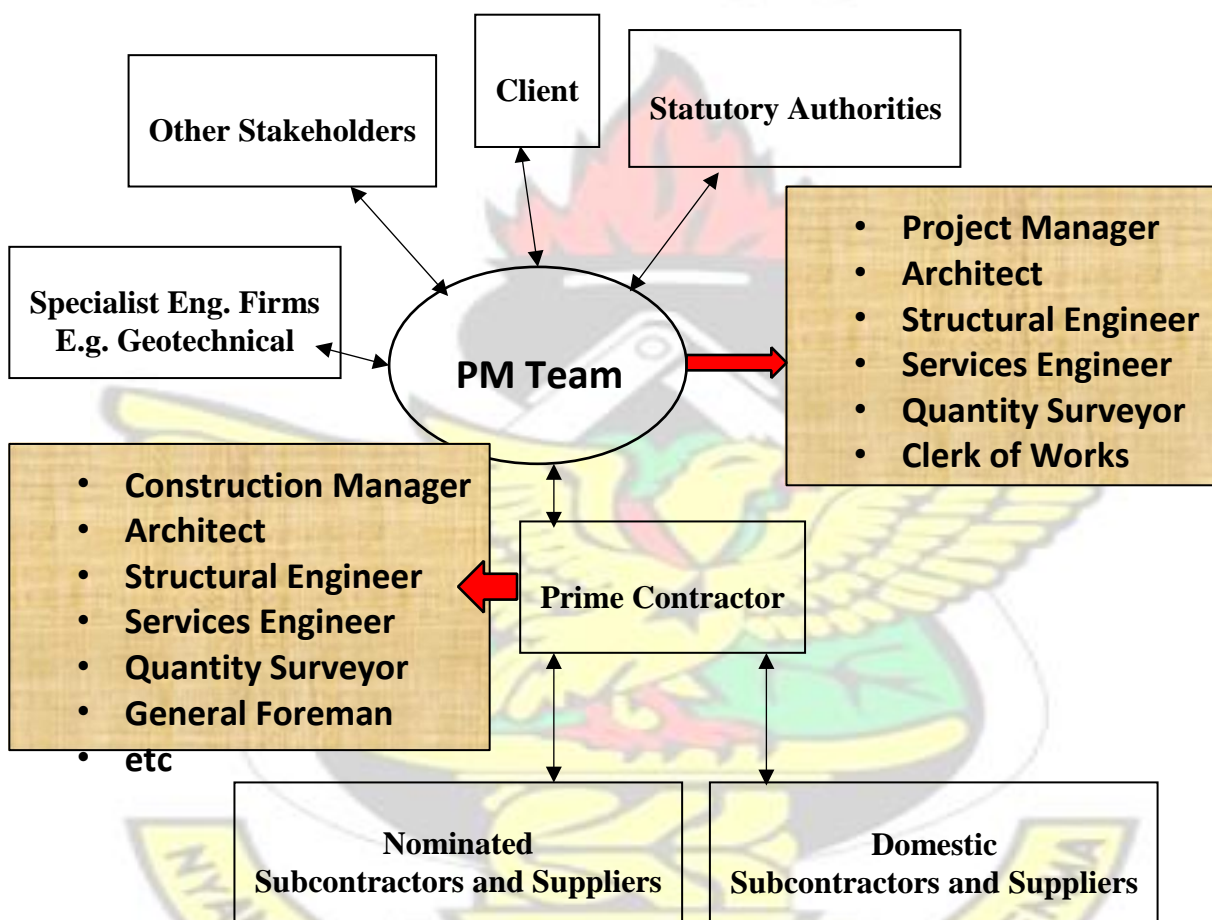 Client
Statutory Authorities
Other Stakeholders
• Project Manager
• Architect
• Structural Engineer
• Services Engineer
• Quantity Surveyor
• Clerk of Works
Specialist Eng. Firms
E.g. Geotechnical
PM Team
• Construction Manager
• Architect
• Structural Engineer
• Services Engineer
• Quantity Surveyor
• General Foreman
• etc
Prime Contractor
Nominated
Subcontractors and Suppliers
Domestic
Subcontractors and Suppliers